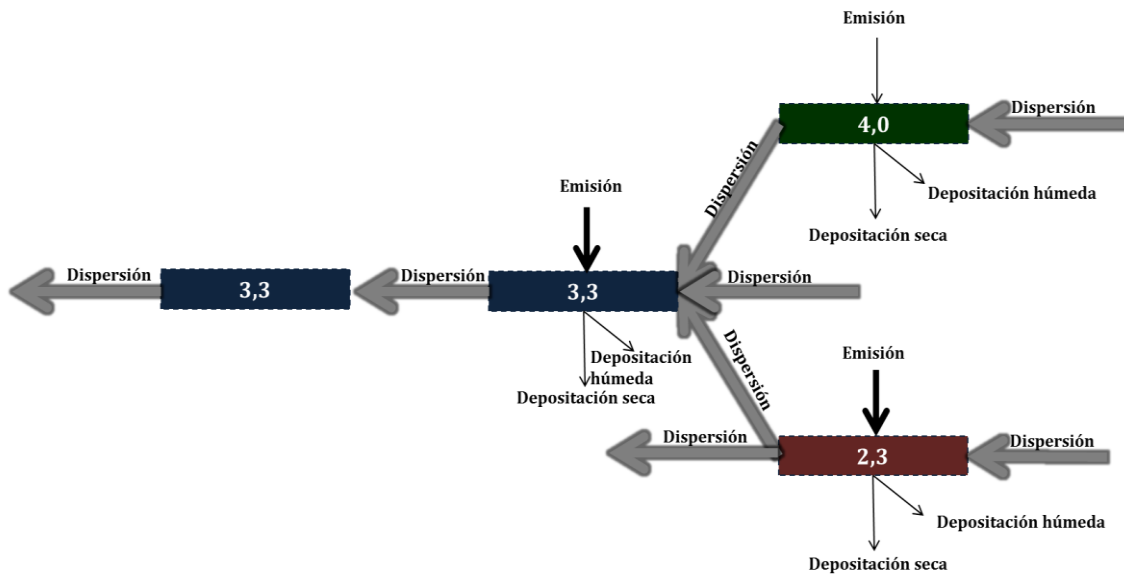 Emisión
Dispersión
4,0
Dispersión
Depositación húmeda
Emisión
Depositación seca
Dispersión
3,3
Dispersión
3,3
Dispersión
Depositación
húmeda
Depositación seca
Dispersión
Emisión
Dispersión
2,3
Dispersión
Depositación húmeda
Depositación seca